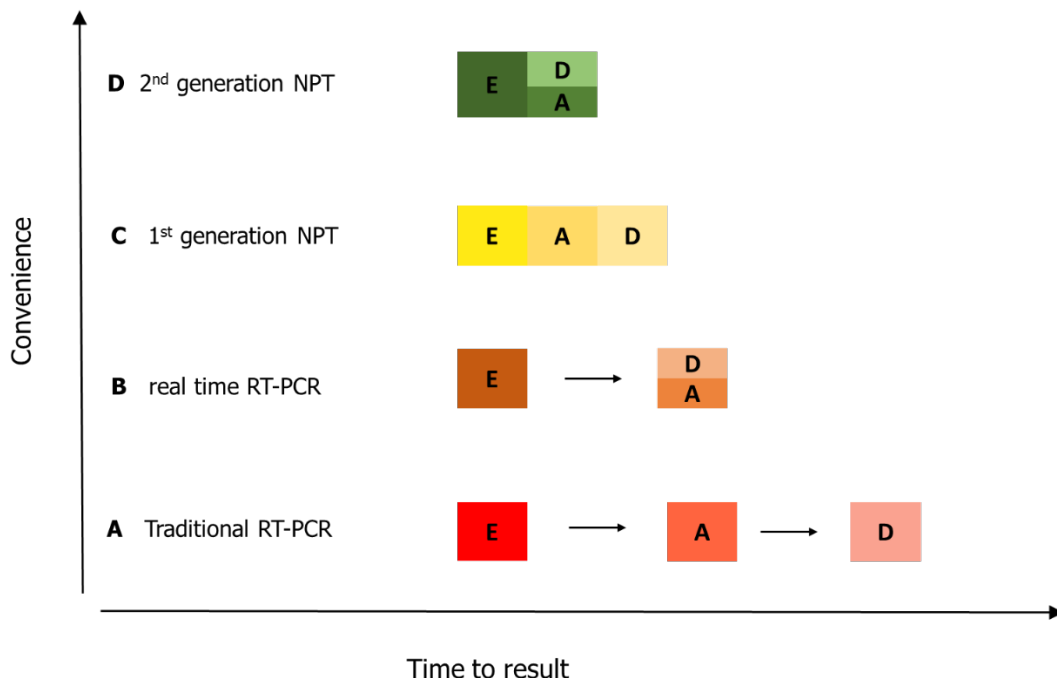 D 2nd generation NPT
E
D
A
C 1st generation NPT
E A D
Convenience
B real time RT-PCR
E
D
A
A Traditional RT-PCR
E A D
Time to result